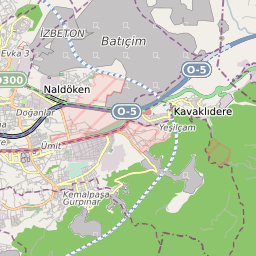 Evka 3
İZBETON
Batıçim
O-5
D300
Naldöken
Doğanlar
O-5
Kavaklıdere
Yeşilçam
Ümit
Kemalpaşa
Gürpınar